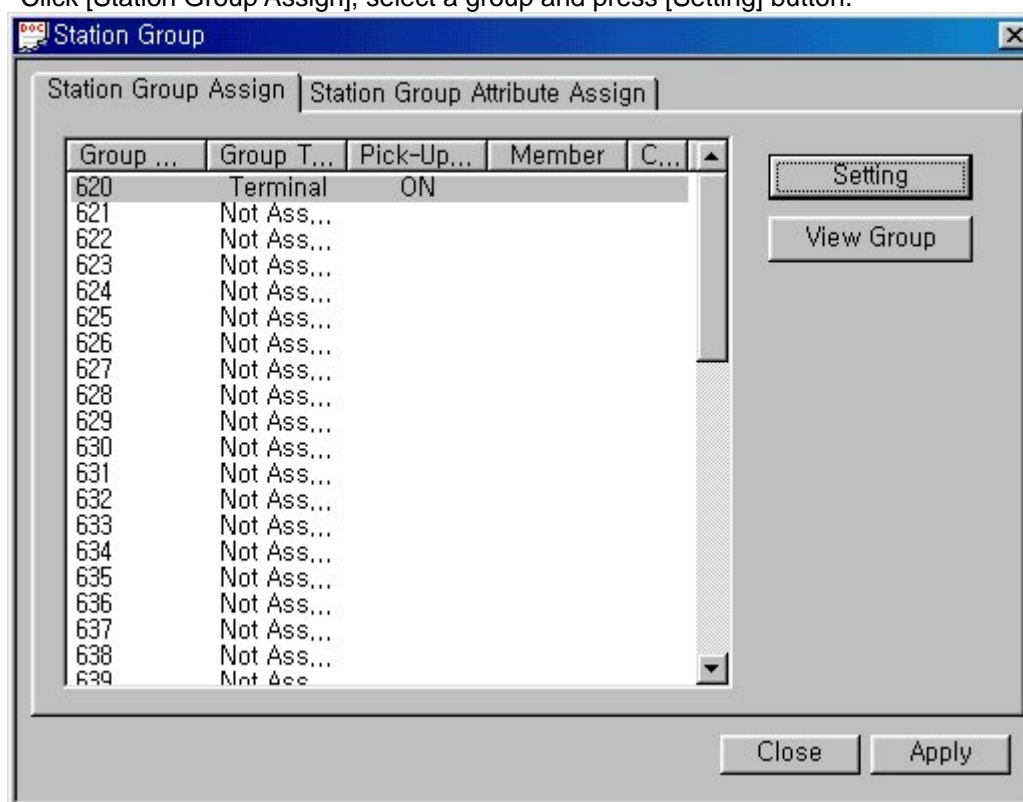 Click [Station Group Assign], select a group and press [Setting] button.
Station Group
Station Group Assign Station Group Attribute Assign
Group ... Group T... Pick-Up... Member C...
620 Terminal ON
621 Not Ass...
622 Not Ass...
623 Not Ass...
624 Not Ass...
625 Not Ass...
626 Not Ass...
627 Not Ass...
628 Not Ass...
629 Not Ass...
630 Not Ass...
631 Not Ass...
632 Not Ass...
633 Not Ass...
634 Not Ass...
635 Not Ass...
636 Not Ass...
637 Not Ass...
638 Not Ass...
639 Not Ass
Setting
View Group
Close Apply